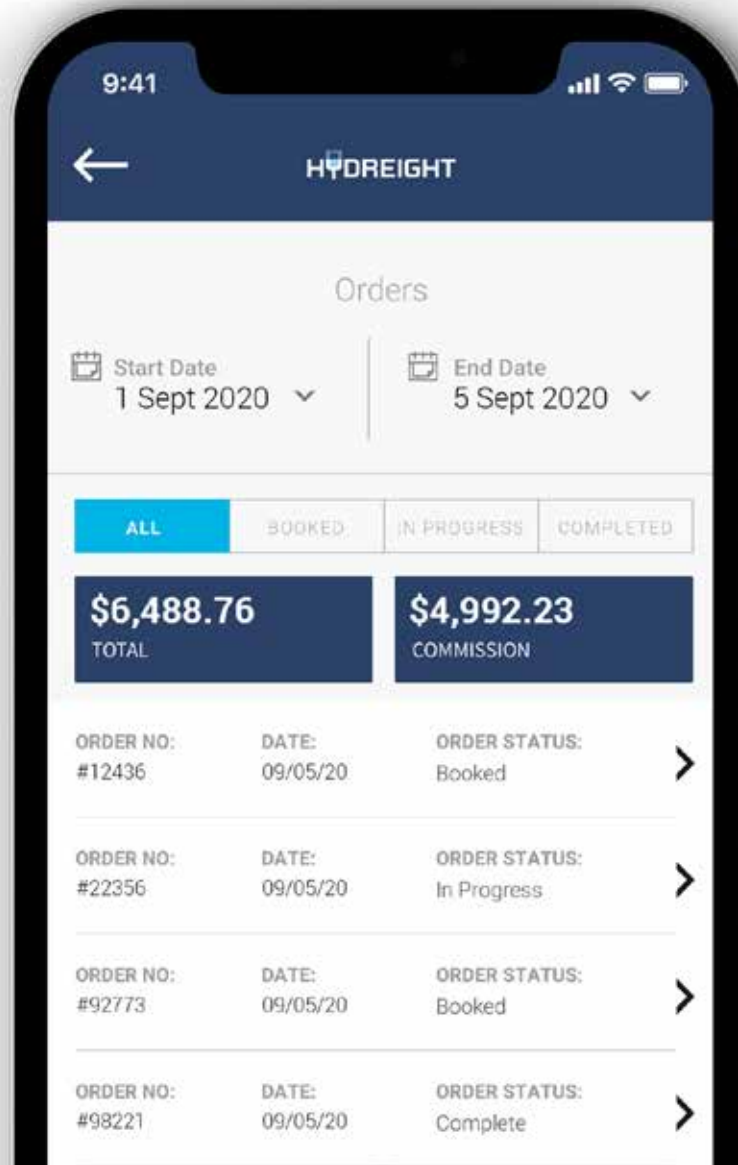 9:41
HYDREIGHT
Orders
Start Date
1 Sept 2020
End Date
5 Sept 2020
ALL BOOKED IN PROGRESS COMPLETED
$6,488.76 $4,992.23
TOTAL COMMISSION
ORDER NO: DATE: ORDER STATUS:
#12436 09/05/20 Booked
ORDER NO: DATE: ORDER STATUS:
#22356 09/05/20 In Progress
ORDER NO: DATE: ORDER STATUS:
#92773 09/05/20 Booked
ORDER NO: DATE: ORDER STATUS:
#98221 09/05/20 Complete